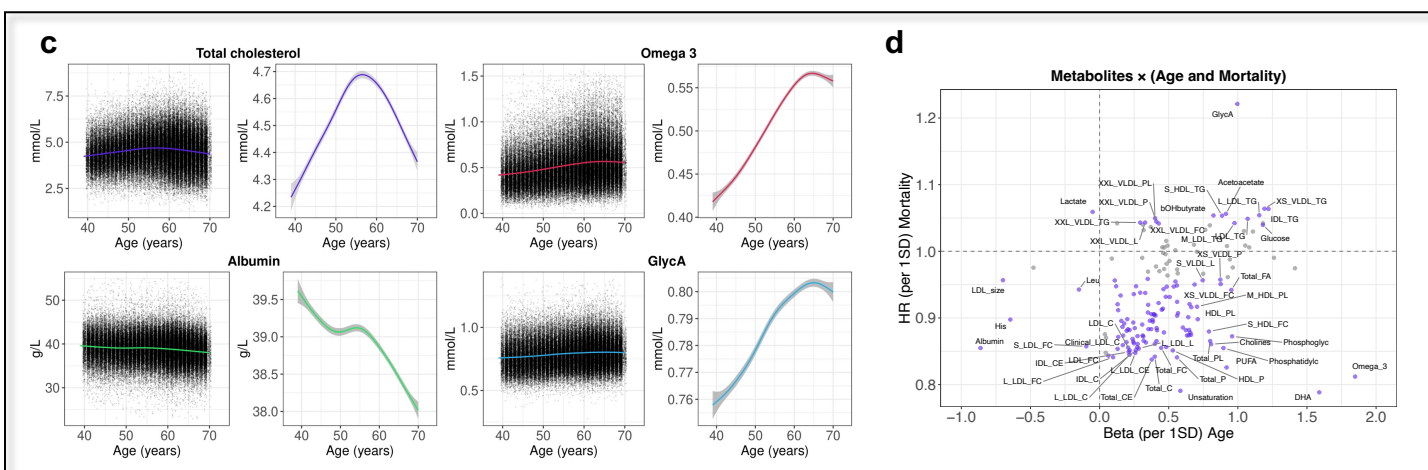 c
Total cholesterol
mmol/L
7.5
5.0
2.5
40 50 60 70
Age (years)
mmol/L
4.7
4.6
4.5
4.4
4.3
4.2
40 50 60 70
Age (years)
Omega 3
mmol/L
1.5
1.0
0.5
0.0
40 50 60 70
Age (years)
mmol/L
0.55
0.50
0.45
0.40
40 50 60 70
Age (years)
Albumin
g/L
50
40
30
40 50 60 70
Age (years)
g/L
39.5
39.0
38.5
38.0
40 50 60 70
Age (years)
GlycA
mmol/L
1.0
0.5
40 50 60 70
Age (years)
mmol/L
0.80
0.78
0.77
0.76
40 50 60 70
Age (years)
d
Metabolites × (Age and Mortality)
HR (per 1SD) Mortality
1.2
1.1
1.0
0.9
0.8
GlycA
XXL_VLDL_PL
S_HDL_TG
Acetoacetate
Lactate
XXL_VLDL_P
bOHbutyrate
L_LDL_TG
XS_VLDL_TG
XXL_VLDL_TG
XXL_VLDL_FC
IDL_TG
XXL_VLDL_L
M_LDL_TG
LDL_TG
Glucose
XS_VLDL_P
S_VLDL_L
Leu
Total_FA
LDL_size
XS_VLDL_FC
M_HDL_PL
His
HDL_PL
LDL_C
S_HDL_FC
Albumin
S_LDL_FC
Clinical_LDL_C
L_LDL_L
Cholines
Phosphoglyc
IDL_CE
LDL_FC
Total_PL
PUFA
Phosphatidylc
L_LDL_FC
IDL_C
L_LDL_CE
Total_FC
Total_P
HDL_P
Omega_3
L_LDL_C
Total_CE
Total_C
Unsaturation
DHA
−1.0 −0.5 0.0 0.5 1.0 1.5 2.0
Beta (per 1SD) Age